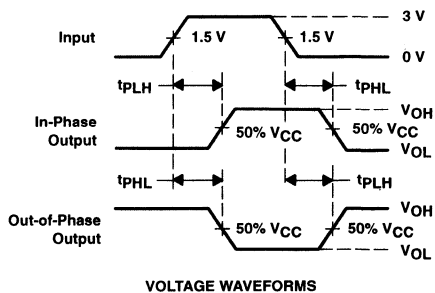 3 V
Input
1.5 V
1.5 V
0 V
tPLH
tPHL
In-Phase
Output
VOH
50% VCC
50% VCC
VOL
tPHL
tPLH
Out-of-Phase
Output
VOH
50% VCC
50% VCC
VOL
VOLTAGE WAVEFORMS